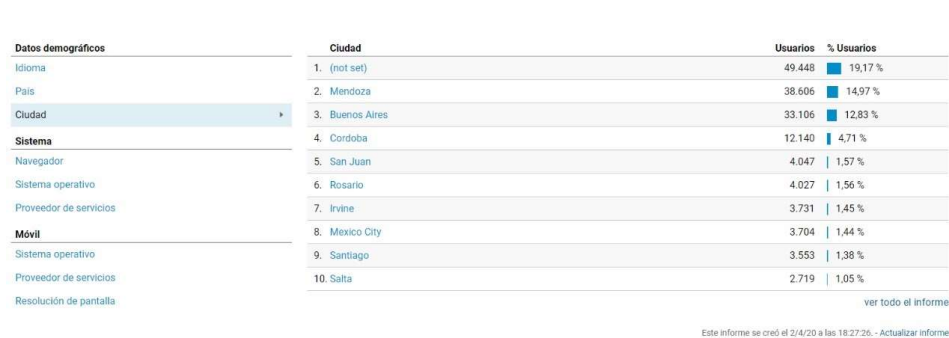 Datos demográficos
Idioma
País
Ciudad
Sistema
Navegador
Sistema operativo
Proveedor de servicios
Móvil
Sistema operativo
Proveedor de servicios
Resolución de pantalla
Ciudad Usuarios % Usuarios
1. (not set) 49.448 19,17 %
2. Mendoza 38.606 14,97 %
3. Buenos Aires 33.106 12,83 %
4. Cordoba 12.140 4,71 %
5. San Juan 4.047 1,57 %
6. Rosario 4.027 1,56 %
7. Irvine 3.731 1,45 %
8. Mexico City 3.704 1,44 %
9. Santiago 3.553 1,38 %
10. Salta 2.719 1,05 %
ver todo el informe
Este informe se creó el 2/4/20 a las 18:27:26. - Actualizar informe